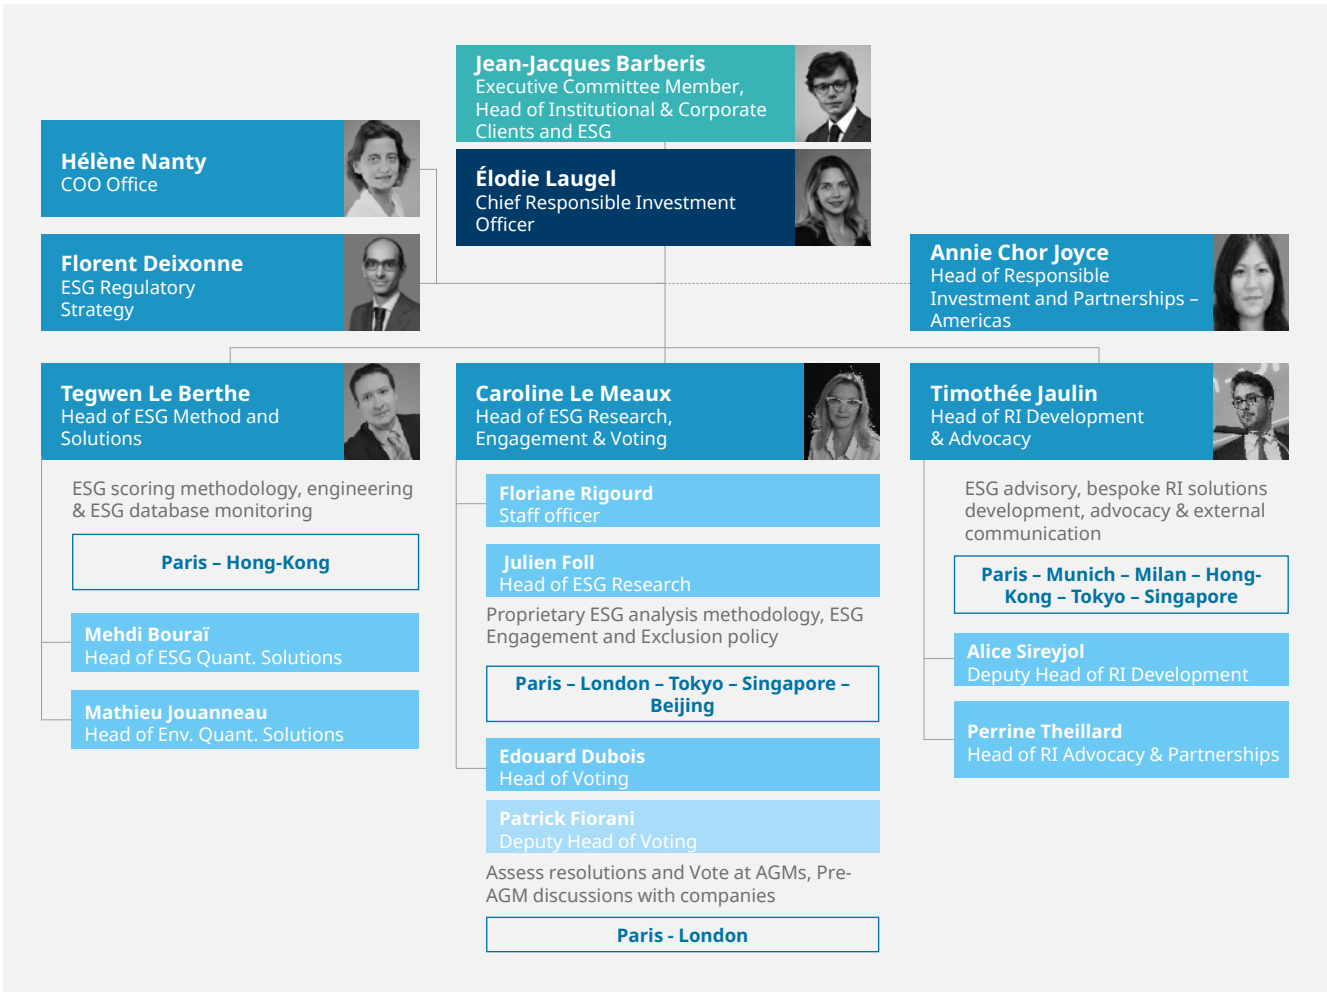 Jean-Jacques Barberis
Executive Committee Member,
Head of Institutional & Corporate
Clients and ESG
Hélène Nanty
COO Office
Élodie Laugel
Chief Responsible Investment
Officer
Florent Deixonne
ESG Regulatory
Strategy
Annie Chor Joyce
Head of Responsible
Investment and Partnerships –
Americas
Tegwen Le Berthe
Head of ESG Method and
Solutions
ESG scoring methodology, engineering
& ESG database monitoring
Paris – Hong-Kong
Mehdi Bouraï
Head of ESG Quant. Solutions
Mathieu Jouanneau
Head of Env. Quant. Solutions
Caroline Le Meaux
Head of ESG Research,
Engagement & Voting
Floriane Rigourd
Staff officer
Julien Foll
Head of ESG Research
Proprietary ESG analysis methodology, ESG
Engagement and Exclusion policy
Paris – London – Tokyo – Singapore –
Beijing
Edouard Dubois
Head of Voting
Patrick Fiorani
Deputy Head of Voting
Assess resolutions and Vote at AGMs, Pre-
AGM discussions with companies
Paris - London
Timothée Jaulin
Head of RI Development
& Advocacy
ESG advisory, bespoke RI solutions
development, advocacy & external
communication
Paris – Munich – Milan – Hong-
Kong – Tokyo – Singapore
Alice Sireyjol
Deputy Head of RI Development
Perrine Theillard
Head of RI Advocacy & Partnerships